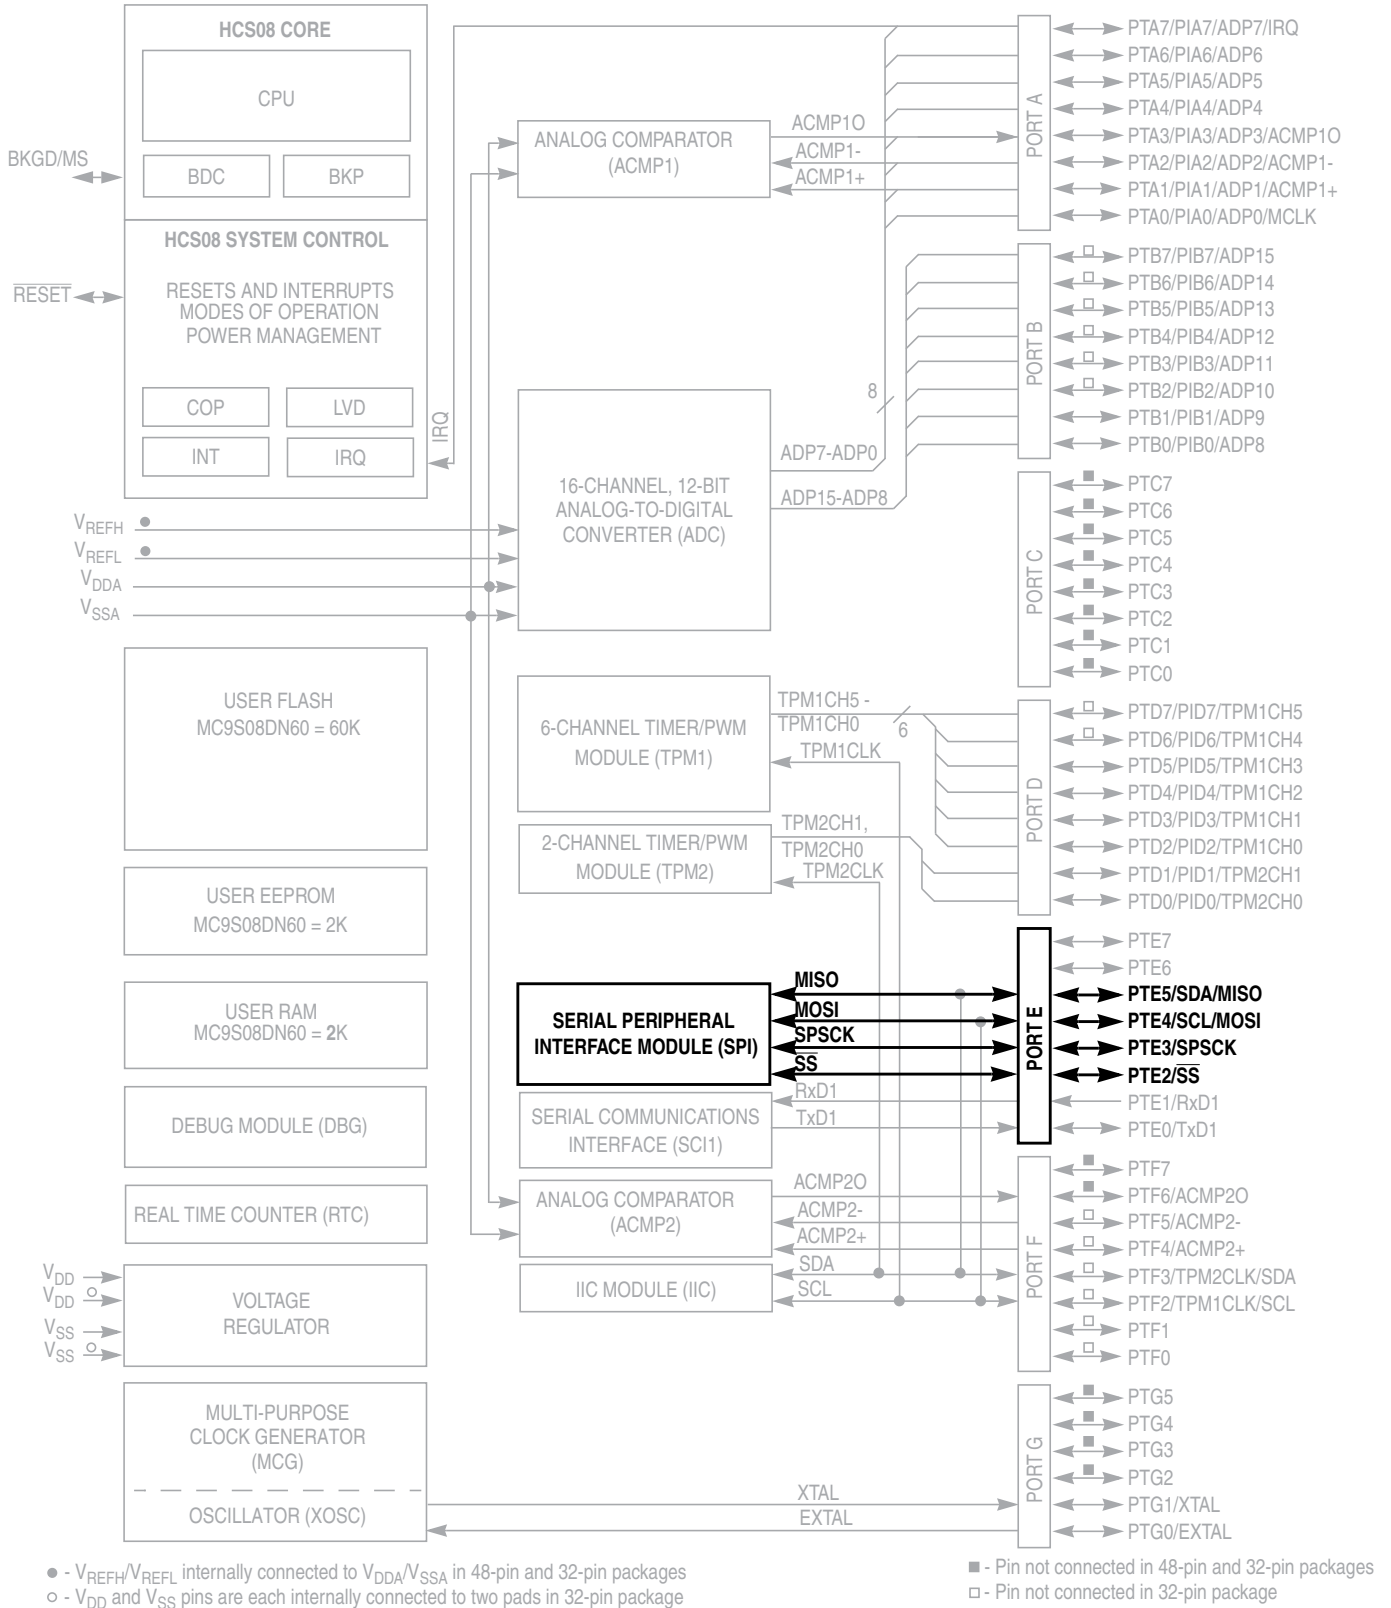 HCS08 CORE
CPU
BDC
BKP
BKGD/MS
HCS08 SYSTEM CONTROL
RESETS AND INTERRUPTS
MODES OF OPERATION
POWER MANAGEMENT
RESET
COP
LVD
INT
IRQ
IRQ
VREFH
VREFL
VDDA
VSSA
USER FLASH
MC9S08DN60 = 60K
USER EEPROM
MC9S08DN60 = 2K
USER RAM
MC9S08DN60 = 2K
DEBUG MODULE (DBG)
REAL TIME COUNTER (RTC)
VDD
VDD
VSS
VSS
VOLTAGE
REGULATOR
MULTI-PURPOSE
CLOCK GENERATOR
(MCG)
OSCILLATOR (XOSC)
ANALOG COMPARATOR
(ACMP1)
ACMP1O
ACMP1-
ACMP1+
16-CHANNEL, 12-BIT
ANALOG-TO-DIGITAL
CONVERTER (ADC)
8
ADP7-ADP0
ADP15-ADP8
6-CHANNEL TIMER/PWM
MODULE (TPM1)
TPM1CH5 -
TPM1CH0
6
TPM1CLK
2-CHANNEL TIMER/PWM
MODULE (TPM2)
TPM2CH1,
TPM2CH0
TPM2CLK
SERIAL PERIPHERAL
INTERFACE MODULE (SPI)
MISO
MOSI
SPSCK
SS
SERIAL COMMUNICATIONS
INTERFACE (SCI1)
RxD1
TxD1
ANALOG COMPARATOR
(ACMP2)
ACMP2O
ACMP2-
ACMP2+
IIC MODULE (IIC)
SDA
SCL
XTAL
EXTAL
PORT A
PTA7/PIA7/ADP7/IRQ
PTA6/PIA6/ADP6
PTA5/PIA5/ADP5
PTA4/PIA4/ADP4
PTA3/PIA3/ADP3/ACMP1O
PTA2/PIA2/ADP2/ACMP1-
PTA1/PIA1/ADP1/ACMP1+
PTA0/PIA0/ADP0/MCLK
PORT B
PTB7/PIB7/ADP15
PTB6/PIB6/ADP14
PTB5/PIB5/ADP13
PTB4/PIB4/ADP12
PTB3/PIB3/ADP11
PTB2/PIB2/ADP10
PTB1/PIB1/ADP9
PTB0/PIB0/ADP8
PORT C
PTC7
PTC6
PTC5
PTC4
PTC3
PTC2
PTC1
PTC0
PORT D
PTD7/PID7/TPM1CH5
PTD6/PID6/TPM1CH4
PTD5/PID5/TPM1CH3
PTD4/PID4/TPM1CH2
PTD3/PID3/TPM1CH1
PTD2/PID2/TPM1CH0
PTD1/PID1/TPM2CH1
PTD0/PID0/TPM2CH0
PORT E
PTE7
PTE6
PTE5/SDA/MISO
PTE4/SCL/MOSI
PTE3/SPSCK
PTE2/SS
PTE1/RxD1
PTE0/TxD1
PORT F
PTF7
PTF6/ACMP2O
PTF5/ACMP2-
PTF4/ACMP2+
PTF3/TPM2CLK/SDA
PTF2/TPM1CLK/SCL
PTF1
PTF0
PORT G
PTG5
PTG4
PTG3
PTG2
PTG1/XTAL
PTG0/EXTAL
● - VREFH/VREFL internally connected to VDDA/VSSA in 48-pin and 32-pin packages
○ - VDD and VSS pins are each internally connected to two pads in 32-pin package
■ - Pin not connected in 48-pin and 32-pin packages
□ - Pin not connected in 32-pin package